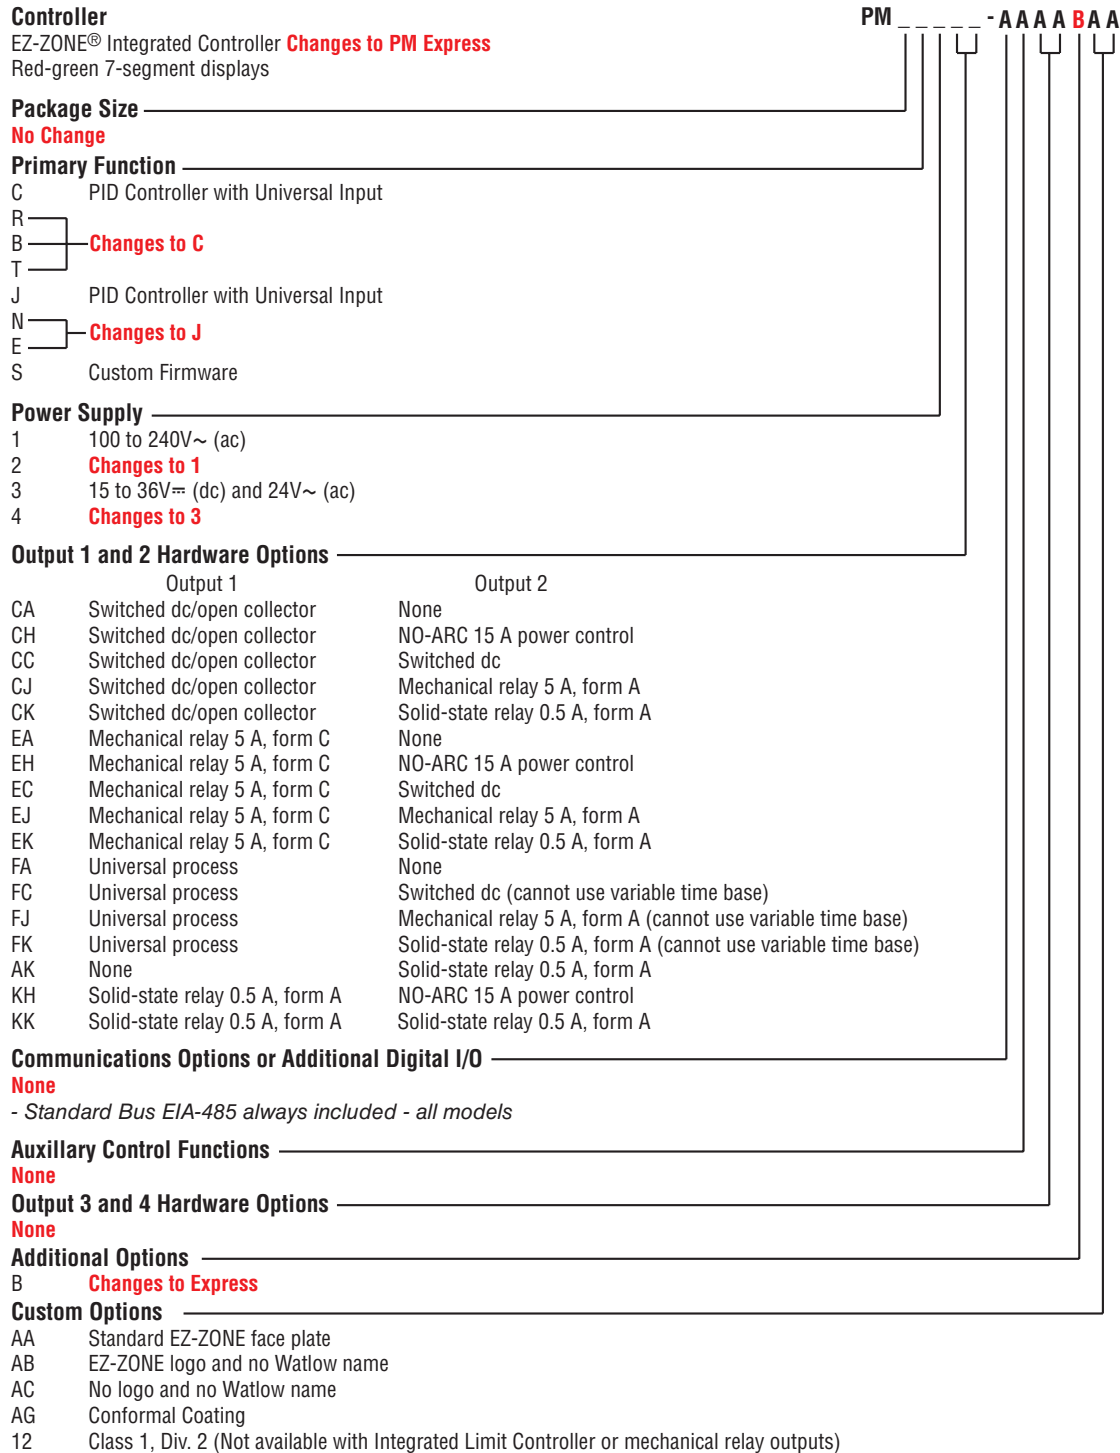 Controller PM _ _ _ _ _ - A A A A B A A
EZ-ZONE® Integrated Controller Changes to PM Express
Red-green 7-segment displays
Package Size
No Change
Primary Function
C PID Controller with Universal Input
R
B Changes to C
T
J PID Controller with Universal Input
N
Changes to J
E
S Custom Firmware
Power Supply
1 100 to 240V~ (ac)
2 Changes to 1
3 15 to 36V⎓ (dc) and 24V~ (ac)
4 Changes to 3
Output 1 and 2 Hardware Options
Output 1 Output 2
CA Switched dc/open collector None
CH Switched dc/open collector NO-ARC 15 A power control
CC Switched dc/open collector Switched dc
CJ Switched dc/open collector Mechanical relay 5 A, form A
CK Switched dc/open collector Solid-state relay 0.5 A, form A
EA Mechanical relay 5 A, form C None
EH Mechanical relay 5 A, form C NO-ARC 15 A power control
EC Mechanical relay 5 A, form C Switched dc
EJ Mechanical relay 5 A, form C Mechanical relay 5 A, form A
EK Mechanical relay 5 A, form C Solid-state relay 0.5 A, form A
FA Universal process None
FC Universal process Switched dc (cannot use variable time base)
FJ Universal process Mechanical relay 5 A, form A (cannot use variable time base)
FK Universal process Solid-state relay 0.5 A, form A (cannot use variable time base)
AK None Solid-state relay 0.5 A, form A
KH Solid-state relay 0.5 A, form A NO-ARC 15 A power control
KK Solid-state relay 0.5 A, form A Solid-state relay 0.5 A, form A
Communications Options or Additional Digital I/O
None
- Standard Bus EIA-485 always included - all models
Auxillary Control Functions
None
Output 3 and 4 Hardware Options
None
Additional Options
B Changes to Express
Custom Options
AA Standard EZ-ZONE face plate
AB EZ-ZONE logo and no Watlow name
AC No logo and no Watlow name
AG Conformal Coating
12 Class 1, Div. 2 (Not available with Integrated Limit Controller or mechanical relay outputs)